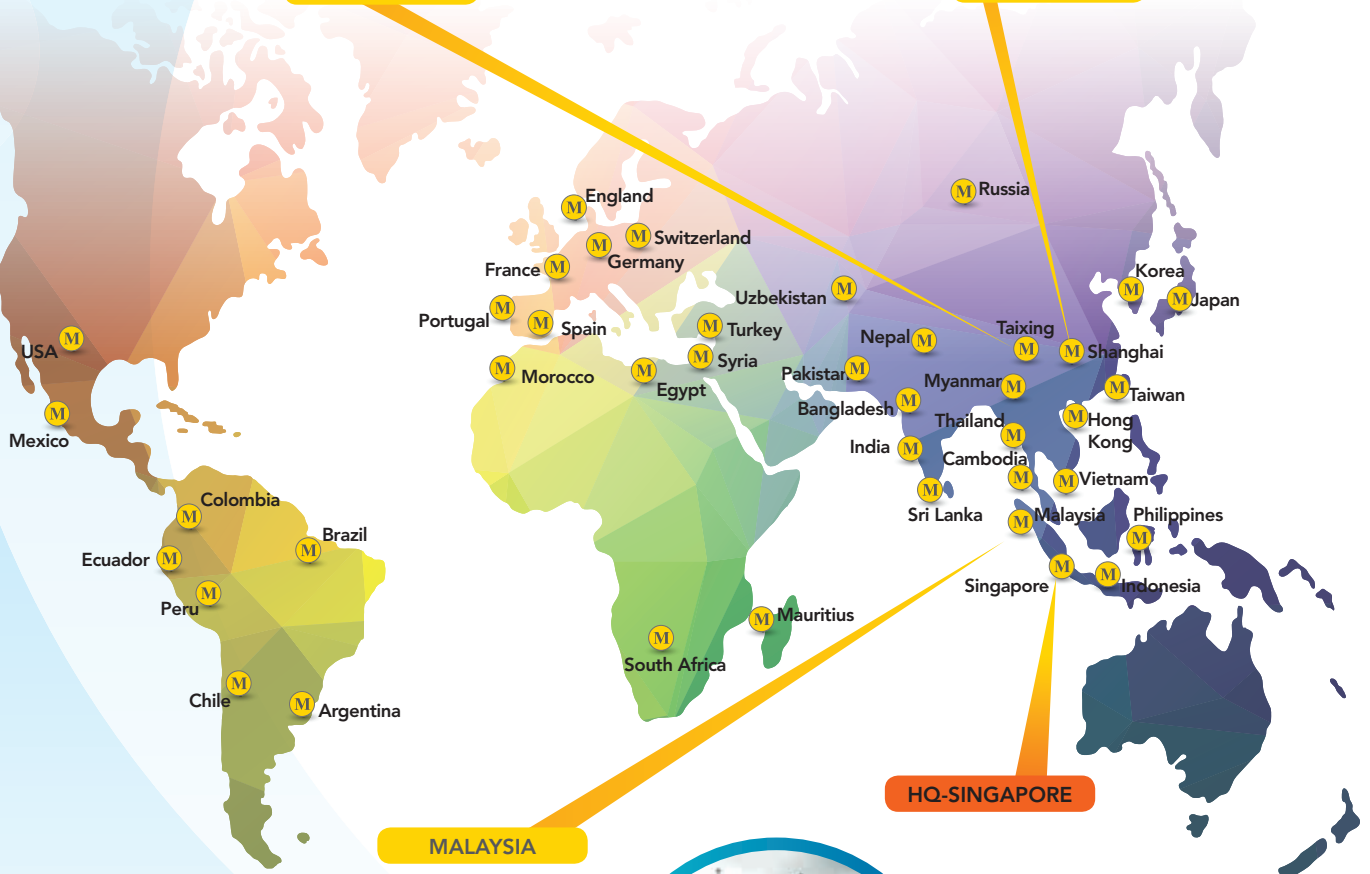 M Russia
M England
M Switzerland
M Germany
France M
Korea
M
M Japan
Uzbekistan M
Portugal M
M Spain
M Turkey
Nepal M
Taixing
M
M Shanghai
USA M
M Syria
Morocco M
M Egypt
Pakistan M
Myanmar M
M Taiwan
Bangladesh M
Mexico M
M Hong
Kong
Thailand M
India M
Cambodia
M
M Vietnam
Sri Lanka M
Colombia
M
M Malaysia
Philippines
M
Brazil
M
Ecuador M
Singapore M
M Indonesia
Peru M
M Mauritius
M
South Africa
Chile M
M Argentina
HQ-SINGAPORE
MALAYSIA